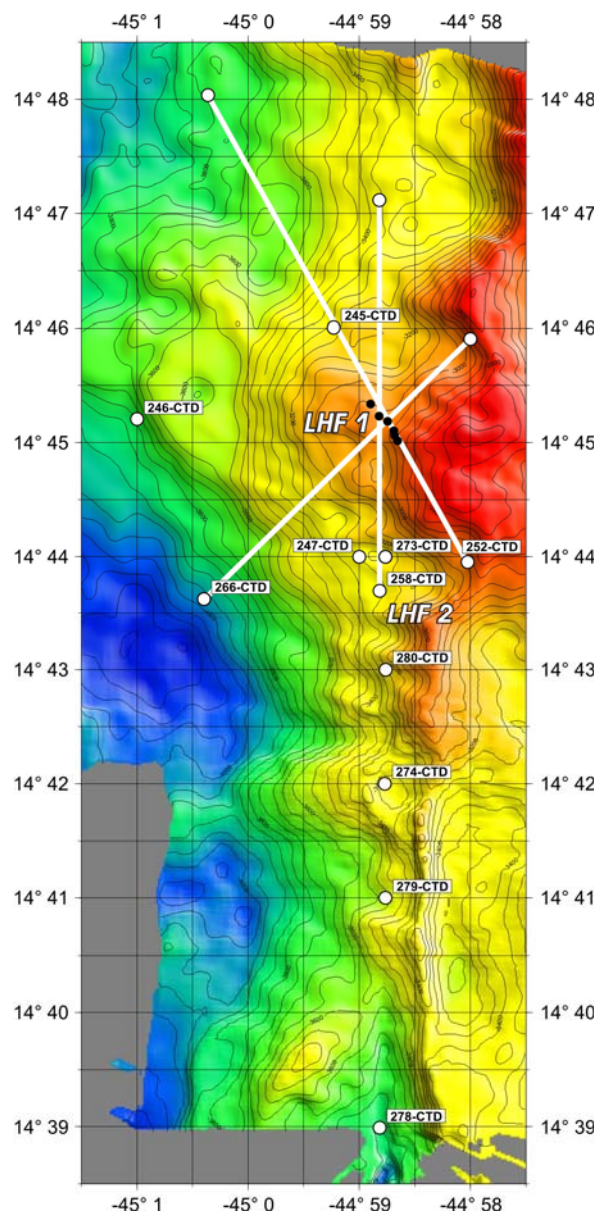 -45° 1 -45° 0 -44° 59 -44° 58
14° 48 14° 48
14° 47 14° 47
14° 46 14° 46
245-CTD
246-CTD
LHF 1
14° 45 14° 45
247-CTD 273-CTD 252-CTD
14° 44 14° 44
258-CTD
266-CTD
LHF 2
280-CTD
14° 43 14° 43
274-CTD
14° 42 14° 42
279-CTD
14° 41 14° 41
14° 40 14° 40
278-CTD
14° 39 14° 39
-45° 1 -45° 0 -44° 59 -44° 58